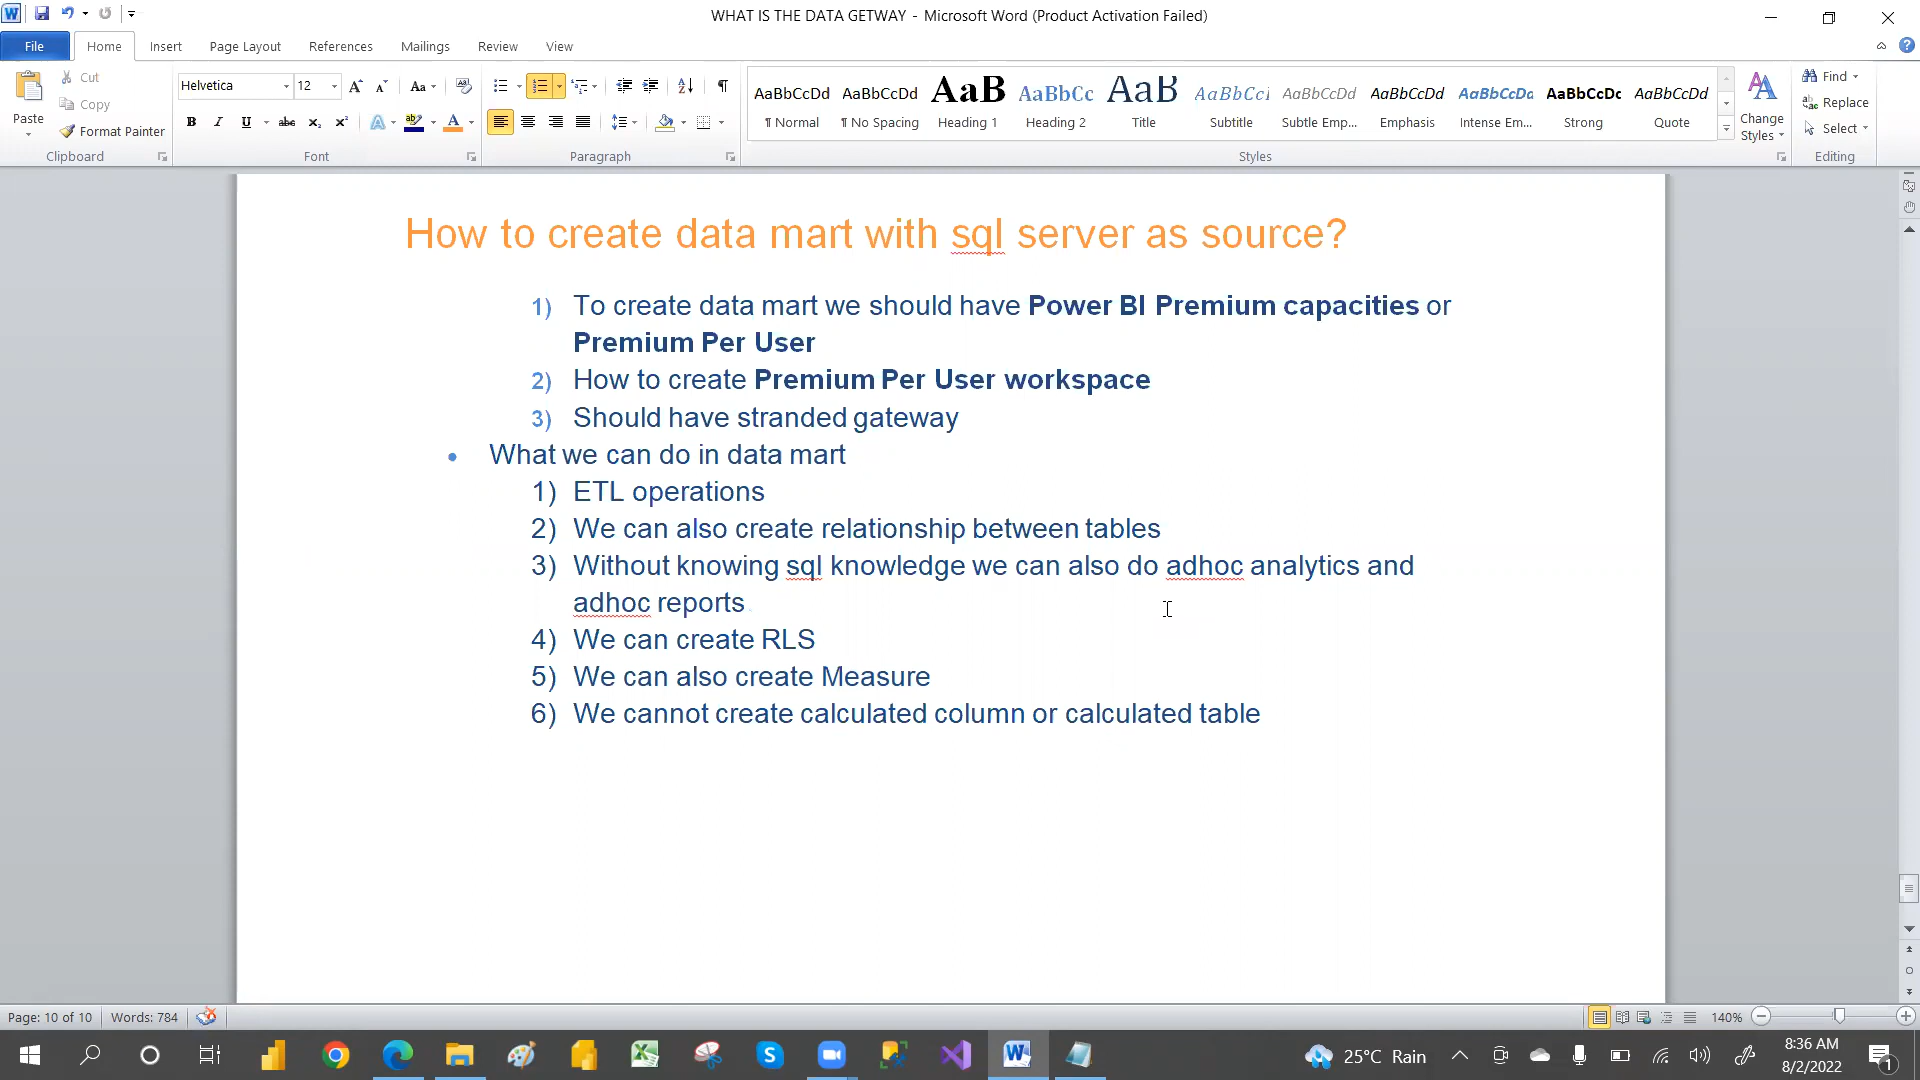 WHAT IS THE DATA GETWAY - Microsoft Word (Product Activation Failed)
File Home Insert Page Layout References Mailings Review View
Paste
Cut
Copy
Format Painter
Clipboard
Helvetica 12
Font
Paragraph
AaBbCcDd AaBbCcDd AaB AaBbCc AaB AaBbCcl AaBbCcDd AaBbCcDd AaBbCcDd AaBbCcDc AaBbCcDd
¶ Normal ¶ No Spacing Heading 1 Heading 2 Title Subtitle Subtle Emp... Emphasis Intense Em... Strong Quote
Styles
Change Styles
Find
Replace
Select
Editing
How to create data mart with sql server as source?
1) To create data mart we should have Power BI Premium capacities or
Premium Per User
2) How to create Premium Per User workspace
3) Should have stranded gateway
• What we can do in data mart
1) ETL operations
2) We can also create relationship between tables
3) Without knowing sql knowledge we can also do adhoc analytics and
adhoc reports
4) We can create RLS
5) We can also create Measure
6) We cannot create calculated column or calculated table
Page: 10 of 10 Words: 784 140%
25°C Rain
8:36 AM
8/2/2022
1